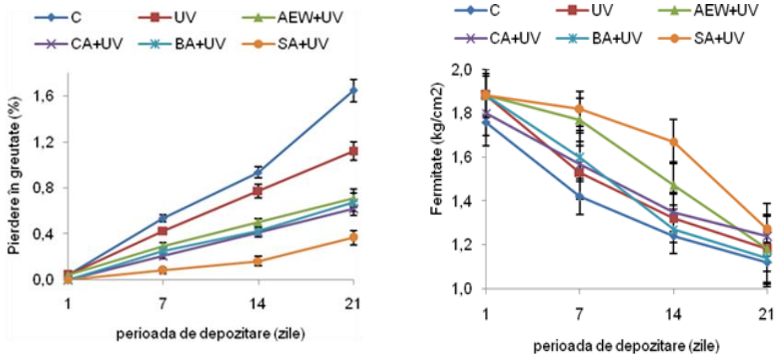 C UV AEW+UV
CA+UV BA+UV SA+UV
Pierdere în greutate (%)
1,6
1,2
0,8
0,4
0,0
1 7 14 21
perioada de depozitare (zile)
C UV AEW+UV
CA+UV BA+UV SA+UV
Fermitate (kg/cm2)
2,0
1,8
1,6
1,4
1,2
1,0
1 7 14 21
perioada de depozitare (zile)